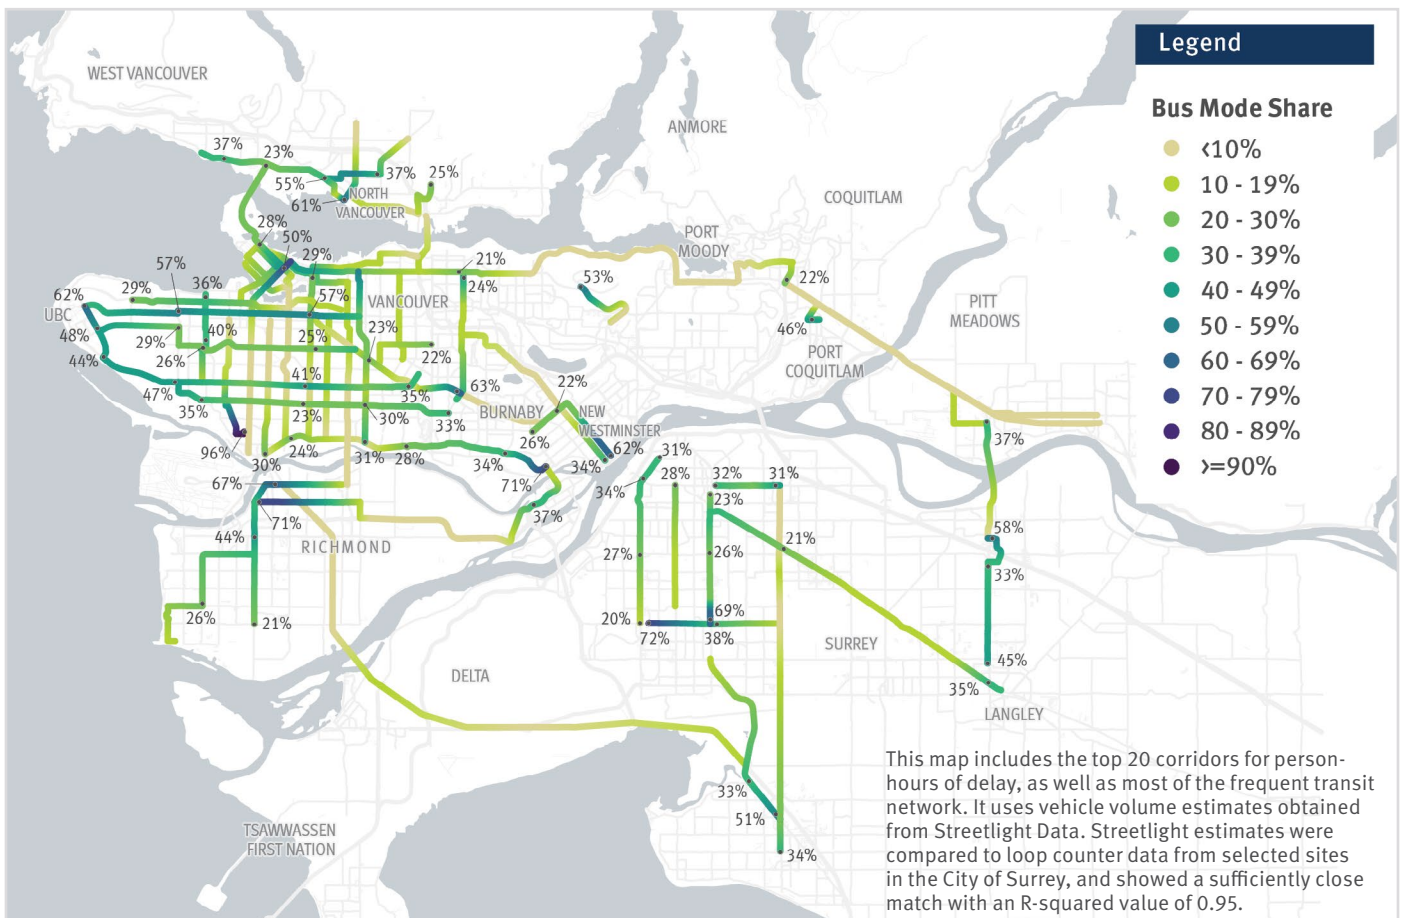 Legend
Bus Mode Share
<10%
10 - 19%
20 - 30%
30 - 39%
40 - 49%
50 - 59%
60 - 69%
70 - 79%
80 - 89%
>=90%
WEST VANCOUVER
ANMORE
COQUITLAM
PORT
MOODY
NORTH
VANCOUVER
PITT
MEADOWS
VANCOUVER
UBC
PORT
COQUITLAM
BURNABY
NEW
WESTMINSTER
RICHMOND
SURREY
DELTA
LANGLEY
TSAWWASSEN
FIRST NATION
37%
23%
55%
37%
25%
61%
28%
50%
29%
21%
24%
57%
36%
29%
62%
57%
53%
22%
46%
48%
40%
29%
26%
25%
23%
22%
44%
41%
47%
35%
63%
22%
35%
23%
30%
33%
26%
96%
30%
24%
31%
28%
34%
62%
34%
71%
31%
37%
67%
71%
37%
34%
28%
32%
31%
23%
44%
27%
26%
21%
58%
33%
26%
21%
20%
72%
69%
38%
45%
35%
33%
51%
34%
This map includes the top 20 corridors for person-
hours of delay, as well as most of the frequent transit
network. It uses vehicle volume estimates obtained
from Streetlight Data. Streetlight estimates were
compared to loop counter data from selected sites
in the City of Surrey, and showed a sufficiently close
match with an R-squared value of 0.95.